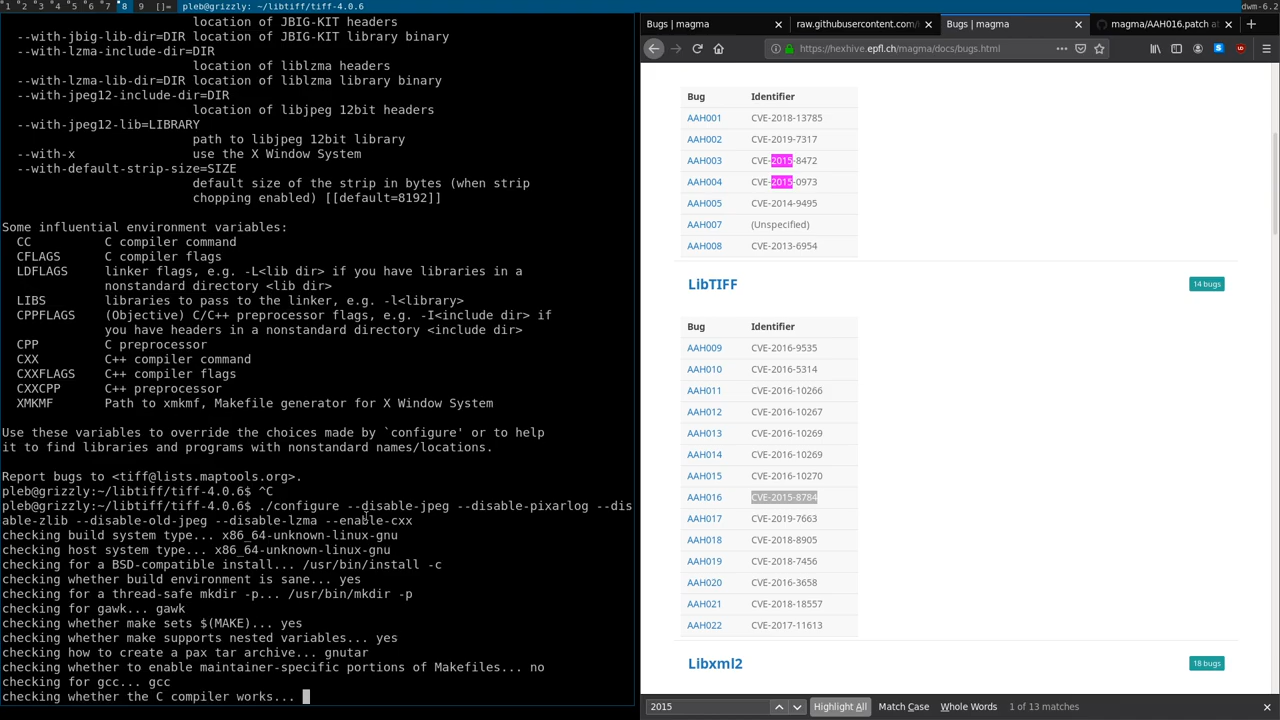 1 2 3 4 5 6 7 8 9 []= pleb@grizzly: ~/libtiff/tiff-4.0.6 dwm-6.2
location of JBIG-KIT headers
--with-jbig-lib-dir=DIR location of JBIG-KIT library binary
--with-lzma-include-dir=DIR
location of liblzma headers
--with-lzma-lib-dir=DIR location of liblzma library binary
--with-jpeg12-include-dir=DIR
location of libjpeg 12bit headers
--with-jpeg12-lib=LIBRARY
path to libjpeg 12bit library
--with-x use the X Window System
--with-default-strip-size=SIZE
default size of the strip in bytes (when strip
chopping enabled) [[default=8192]]
Some influential environment variables:
CC C compiler command
CFLAGS C compiler flags
LDFLAGS linker flags, e.g. -L<lib dir> if you have libraries in a
nonstandard directory <lib dir>
LIBS libraries to pass to the linker, e.g. -l<library>
CPPFLAGS (Objective) C/C++ preprocessor flags, e.g. -I<include dir> if
you have headers in a nonstandard directory <include dir>
CPP C preprocessor
CXX C++ compiler command
CXXFLAGS C++ compiler flags
CXXCPP C++ preprocessor
XMKMF Path to xmkmf, Makefile generator for X Window System
Use these variables to override the choices made by `configure' or to help
it to find libraries and programs with nonstandard names/locations.
Report bugs to <tiff@lists.maptools.org>.
pleb@grizzly:~/libtiff/tiff-4.0.6$ ^C
pleb@grizzly:~/libtiff/tiff-4.0.6$ ./configure --disable-jpeg --disable-pixarlog --dis
able-zlib --disable-old-jpeg --disable-lzma --enable-cxx
checking build system type... x86_64-unknown-linux-gnu
checking host system type... x86_64-unknown-linux-gnu
checking for a BSD-compatible install... /usr/bin/install -c
checking whether build environment is sane... yes
checking for a thread-safe mkdir -p... /usr/bin/mkdir -p
checking for gawk... gawk
checking whether make sets $(MAKE)... yes
checking whether make supports nested variables... yes
checking how to create a pax tar archive... gnutar
checking whether to enable maintainer-specific portions of Makefiles... no
checking for gcc... gcc
checking whether the C compiler works...
Bugs | magma raw.githubusercontent.com/ Bugs | magma magma/AAH016.patch a
https://hexhive.epfl.ch/magma/docs/bugs.html
Bug Identifier
AAH001 CVE-2018-13785
AAH002 CVE-2019-7317
AAH003 CVE-2015-8472
AAH004 CVE-2015-0973
AAH005 CVE-2014-9495
AAH007 (Unspecified)
AAH008 CVE-2013-6954
LibTIFF 14 bugs
Bug Identifier
AAH009 CVE-2016-9535
AAH010 CVE-2016-5314
AAH011 CVE-2016-10266
AAH012 CVE-2016-10267
AAH013 CVE-2016-10269
AAH014 CVE-2016-10269
AAH015 CVE-2016-10270
AAH016 CVE-2015-8784
AAH017 CVE-2019-7663
AAH018 CVE-2018-8905
AAH019 CVE-2018-7456
AAH020 CVE-2016-3658
AAH021 CVE-2018-18557
AAH022 CVE-2017-11613
Libxml2 18 bugs
2015 Highlight All Match Case Whole Words 1 of 13 matches